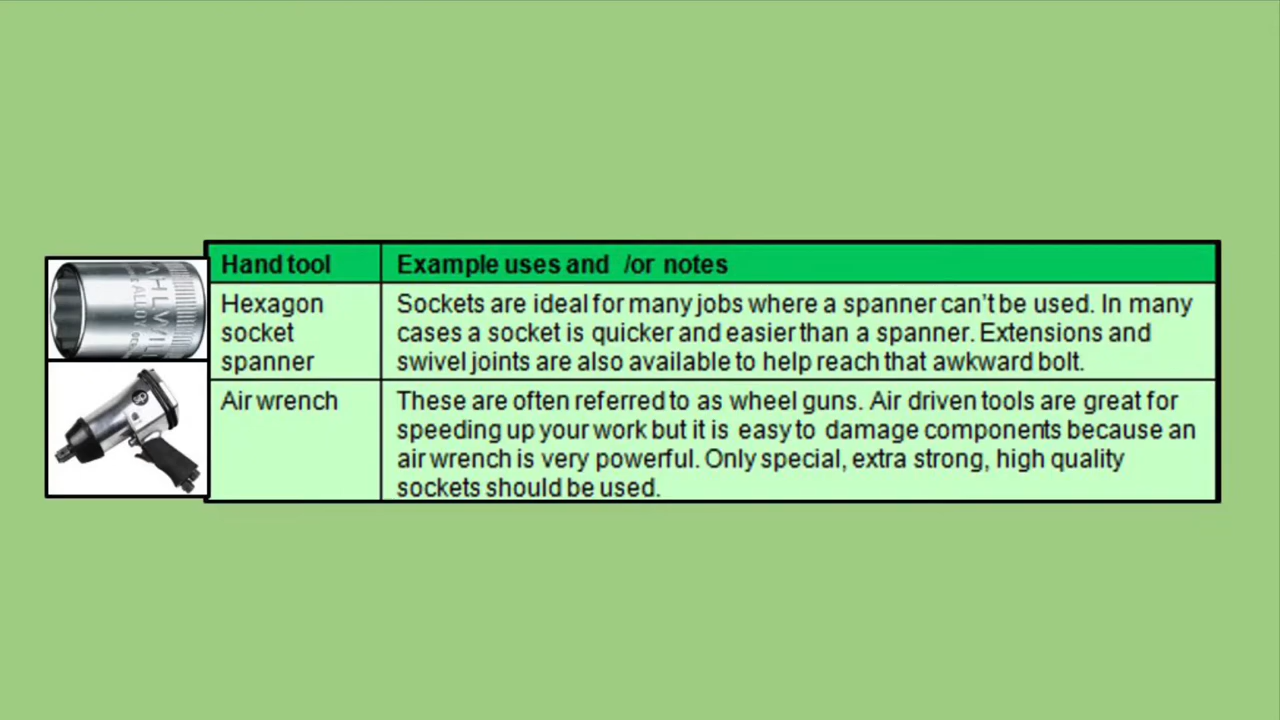 Hand tool
Example uses and /or notes
Hexagon
socket
spanner
Sockets are ideal for many jobs where a spanner can't be used. In many
cases a socket is quicker and easier than a spanner. Extensions and
swivel joints are also available to help reach that awkward bolt.
Air wrench
These are often referred to as wheel guns. Air driven tools are great for
speeding up your work but it is easy to damage components because an
air wrench is very powerful. Only special, extra strong, high quality
sockets should be used.